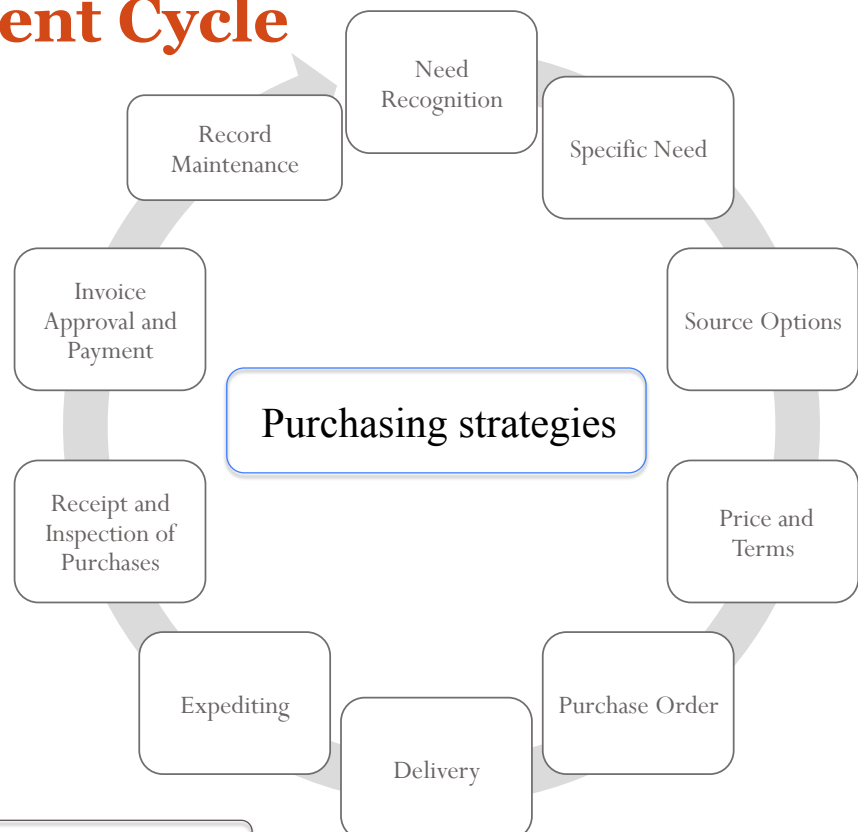 ent Cycle
Need
Recognition
Specific Need
Source Options
Price and
Terms
Purchase Order
Delivery
Expediting
Receipt and
Inspection of
Purchases
Invoice
Approval and
Payment
Record
Maintenance
Purchasing strategies